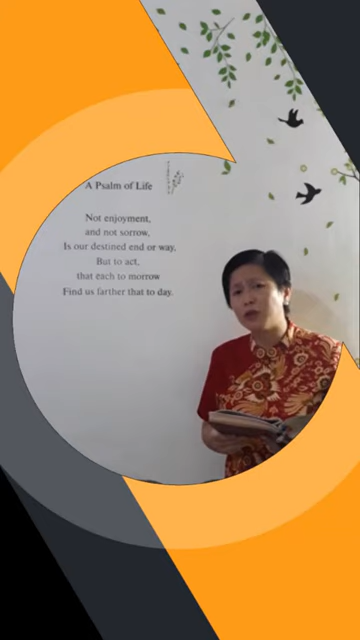 A Psalm of Life
Not enjoyment,
and not sorrow,
Is our destined end or way,
But to act,
that each to morrow
Find us farther that to day.